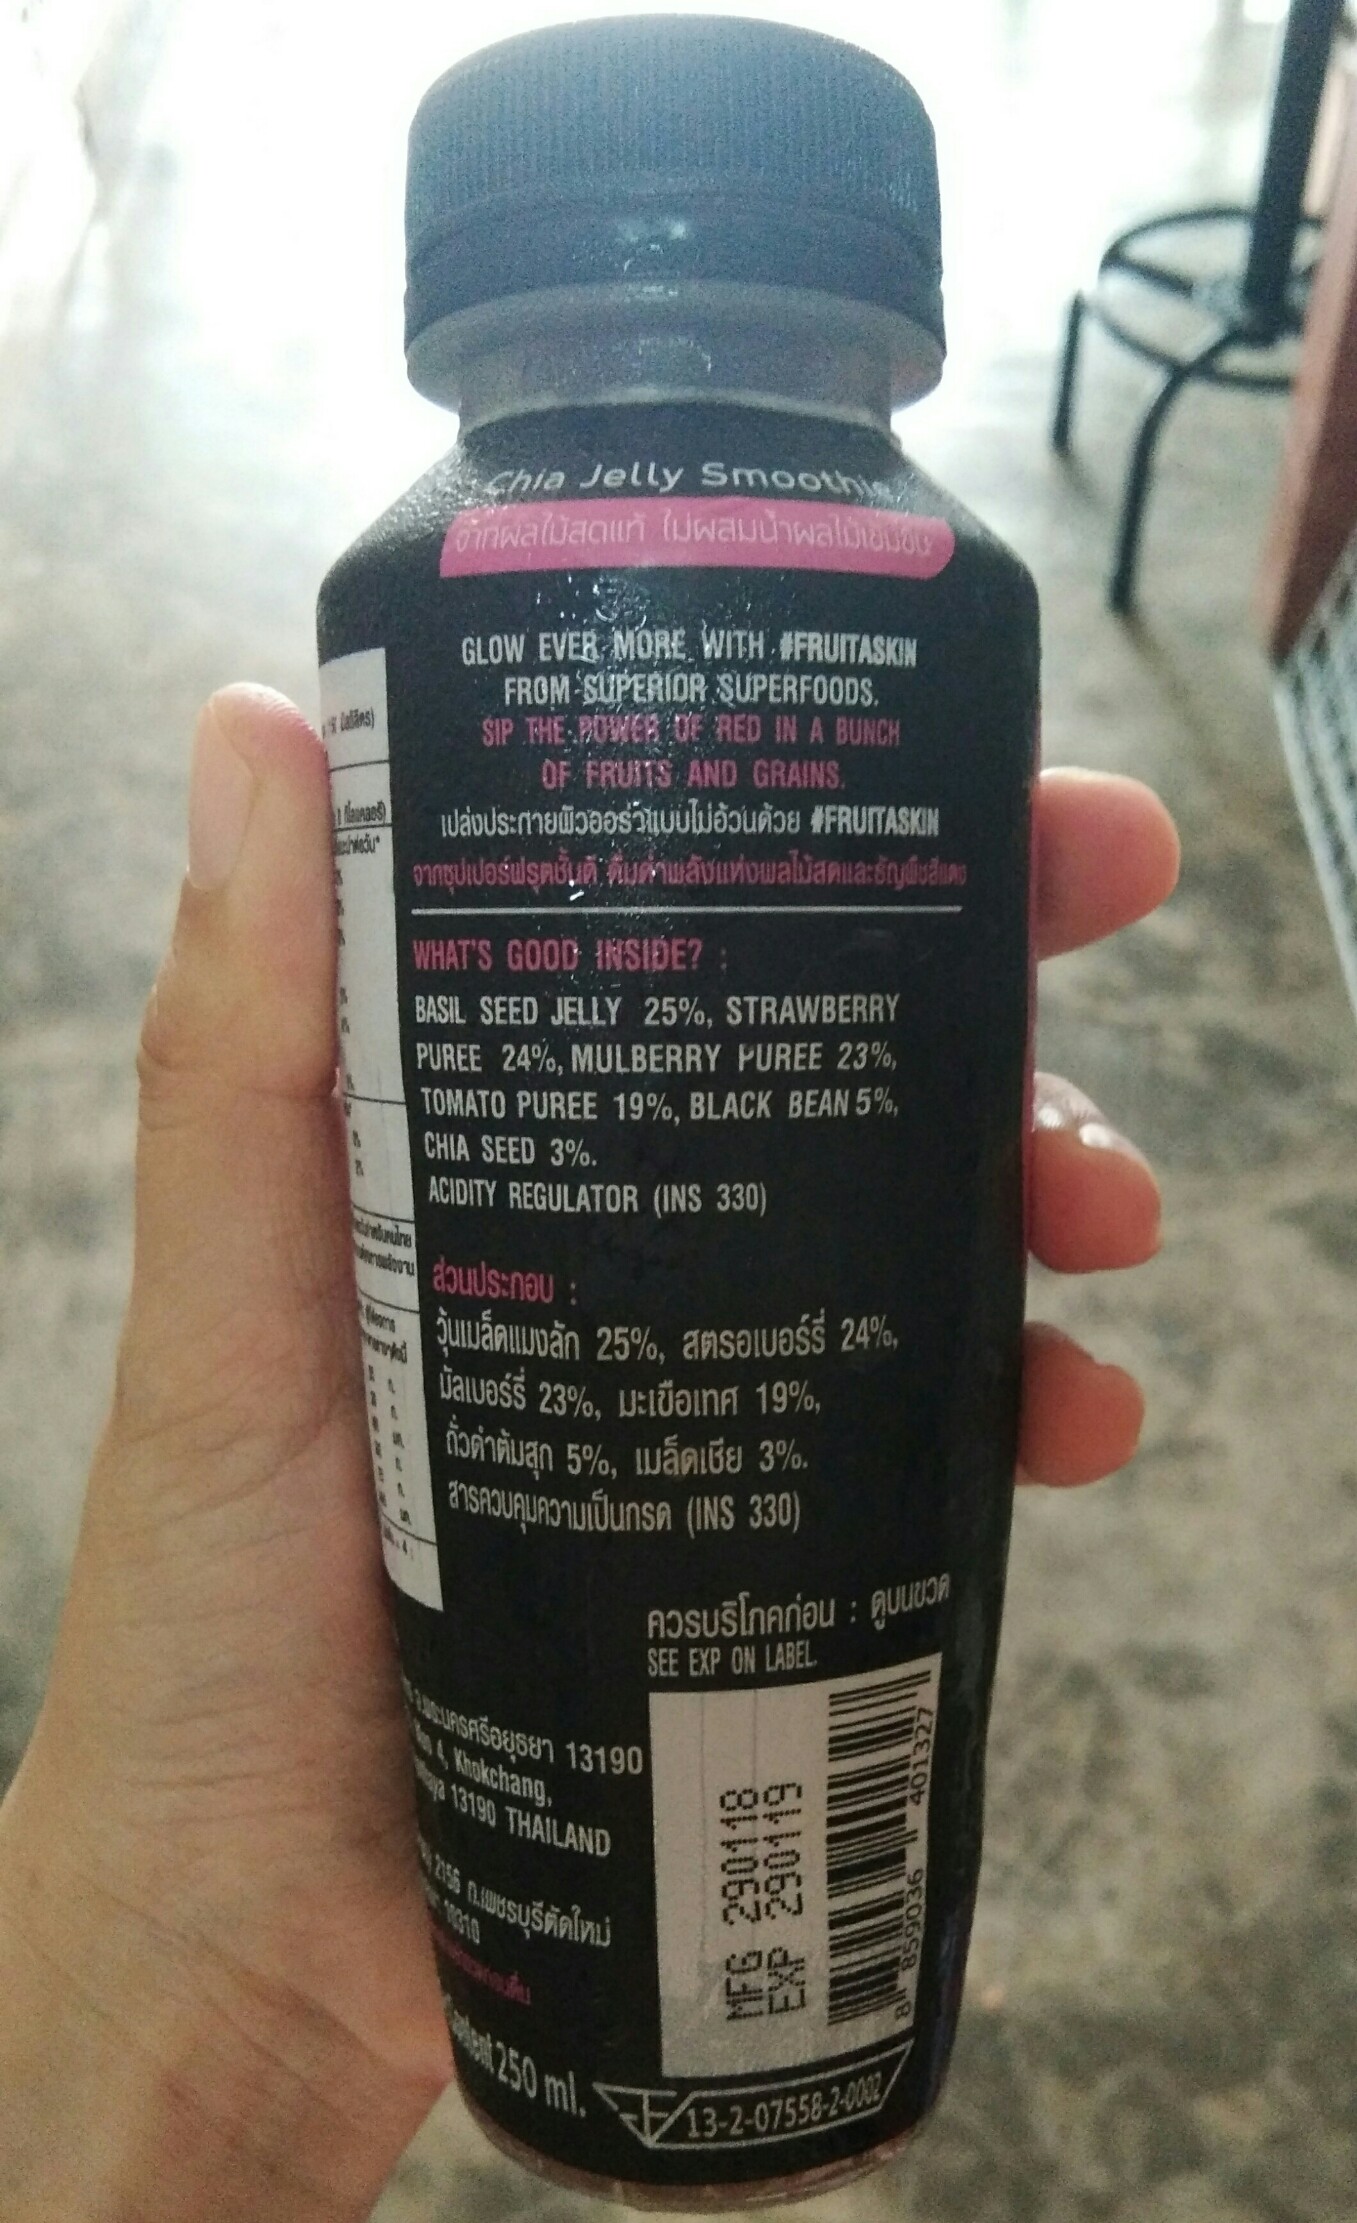 Chia Jelly Smoothie
จากผลไม้สดแท้ ไม่ผสมน้ำผลไม้เข้มข้น
GLOW EVER MORE WITH #FRUITASKIN
FROM SUPERIOR SUPERFOODS.
SIP THE POWER OF RED IN A BUNCH
OF FRUITS AND GRAINS.
เปล่งประกายผิวออร่าแบบไม่อ้วนด้วย #FRUITASKIN
จากซุปเปอร์ฟรุตชั้นดี ดื่มด่ำพลังแห่งผลไม้สดและธัญพืชสีแดง
WHAT'S GOOD INSIDE? :
BASIL SEED JELLY 25%, STRAWBERRY
PUREE 24%, MULBERRY PUREE 23%,
TOMATO PUREE 19%, BLACK BEAN 5%,
CHIA SEED 3%.
ACIDITY REGULATOR (INS 330)
ส่วนประกอบ :
วุ้นเมล็ดแมงลัก 25%, สตรอเบอร์รี่ 24%,
มัลเบอร์รี่ 23%, มะเขือเทศ 19%,
ถั่วดำต้มสุก 5%, เมล็ดเชีย 3%.
สารควบคุมความเป็นกรด (INS 330)
ควรบริโภคก่อน : ดูบนขวด
SEE EXP ON LABEL.
จ.พระนครศรีอยุธยา 13190
4, Khokchang,
13190 THAILAND
2156 ถ.เพชรบุรีตัดใหม่
10310
250 ml.
MFG 290118
EXP 290119
8 859036 401327
13-2-07558-2-0002